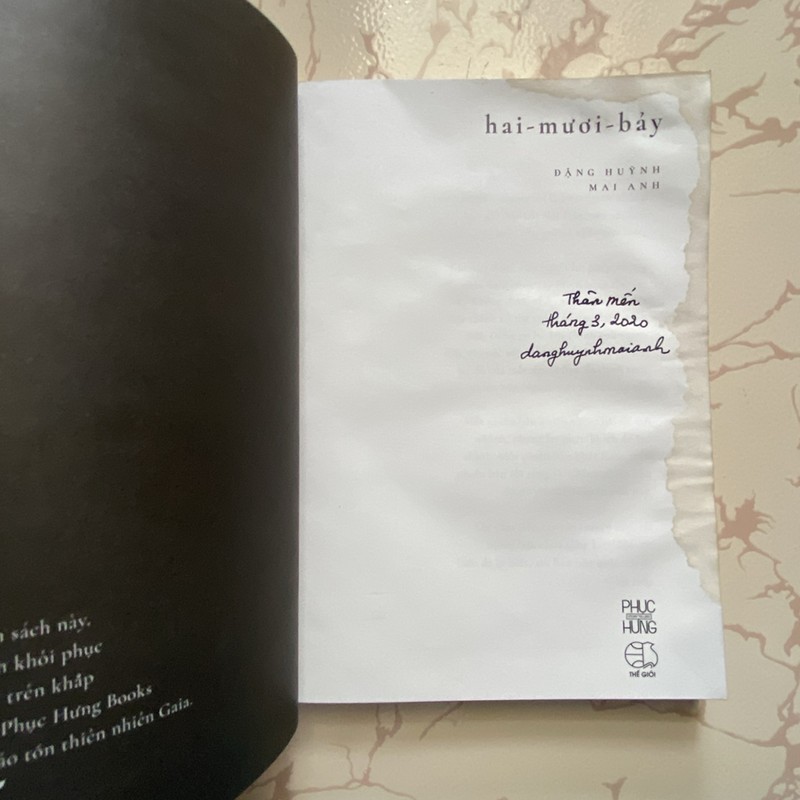 sách này.
khôi phục
trên khắp
Phục Hưng Books
tồn thiên nhiên Gaia.
hai-mươi-bảy
ĐẶNG HUỲNH
MAI ANH
Thân mến
tháng 3, 2020
danghuynhmaianh
PHỤC
HƯNG
THẾ GIỚI